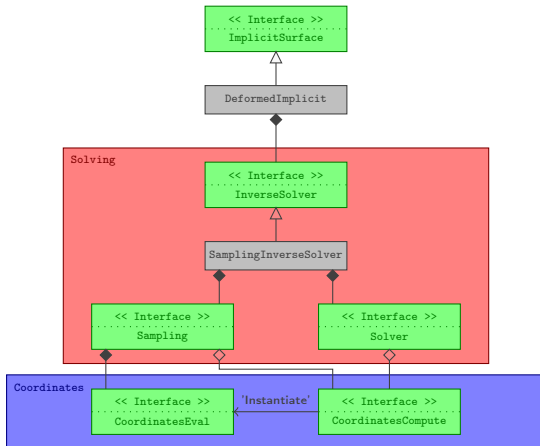 << Interface >>
ImplicitSurface
DeformedImplicit
Solving
<< Interface >>
InverseSolver
SamplingInverseSolver
<< Interface >>
Sampling
<< Interface >>
Solver
Coordinates
<< Interface >>
CoordinatesEval
'Instantiate'
<< Interface >>
CoordinatesCompute